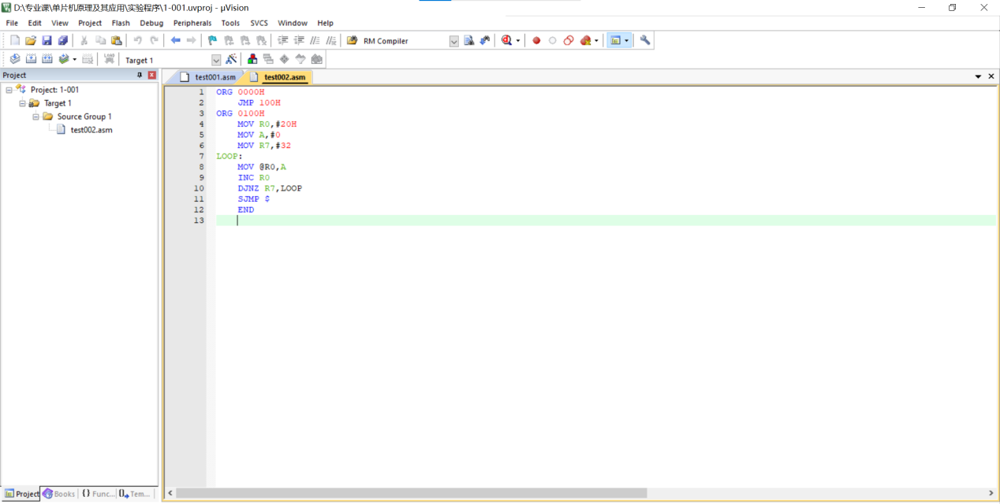 D:\专业课\单片机原理及其应用\实验程序\1-001.uvproj - µVision
File Edit View Project Flash Debug Peripherals Tools SVCS Window Help
RM Compiler
LOAD Target 1
Project
test001.asm test002.asm
Project: 1-001
Target 1
Source Group 1
test002.asm
1 ORG 0000H
2 JMP 100H
3 ORG 0100H
4 MOV R0,#20H
5 MOV A,#0
6 MOV R7,#32
7 LOOP:
8 MOV @R0,A
9 INC R0
10 DJNZ R7,LOOP
11 SJMP $
12 END
13
Project Books {} Func... Tem...